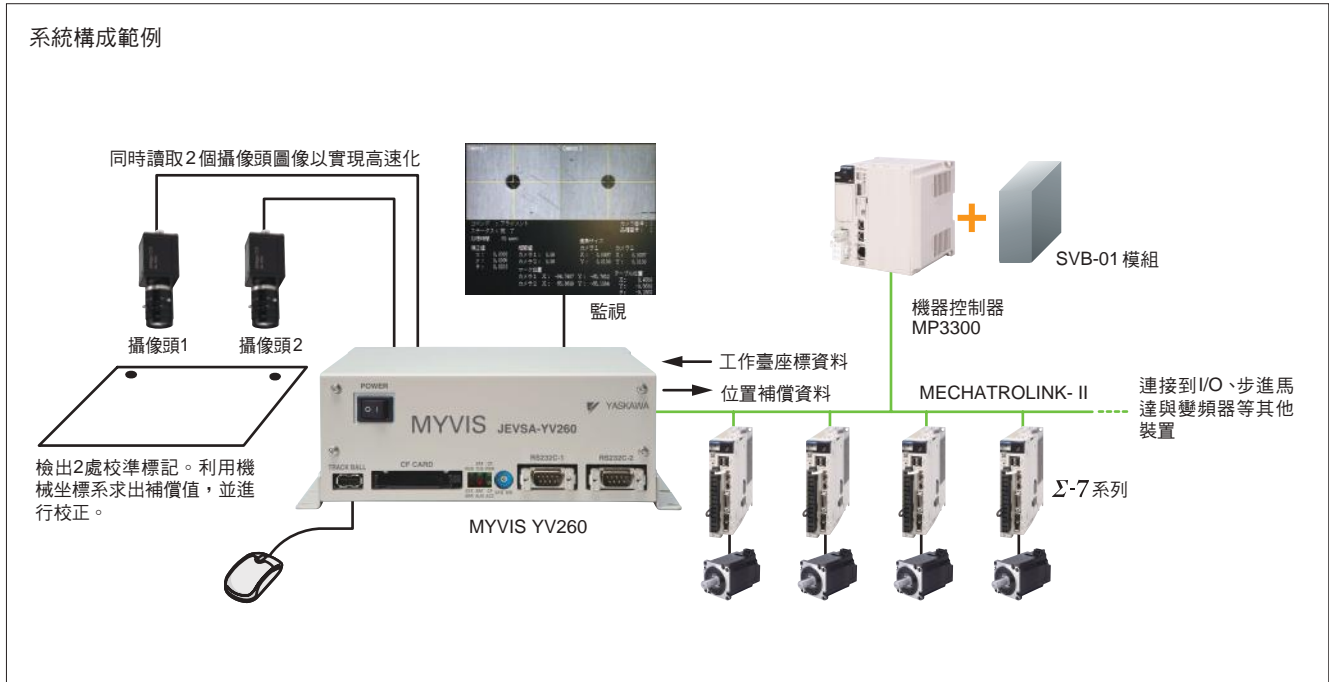 系統構成範例
同時讀取2個攝像頭圖像以實現高速化
攝像頭1
攝像頭2
監視
SVB-01模組
機器控制器
MP3300
工作臺座標資料
位置補償資料
MECHATROLINK-II
連接到I/O、步進馬
達與變頻器等其他
裝置
POWER
YASKAWA
MYVIS JEVSA-YV260
TRACK BALL
CF CARD
RS232C-1
RS232C-2
檢出2處校準標記。利用機
械坐標系求出補償值,並進
行校正。
MYVIS YV260
Σ-7系列